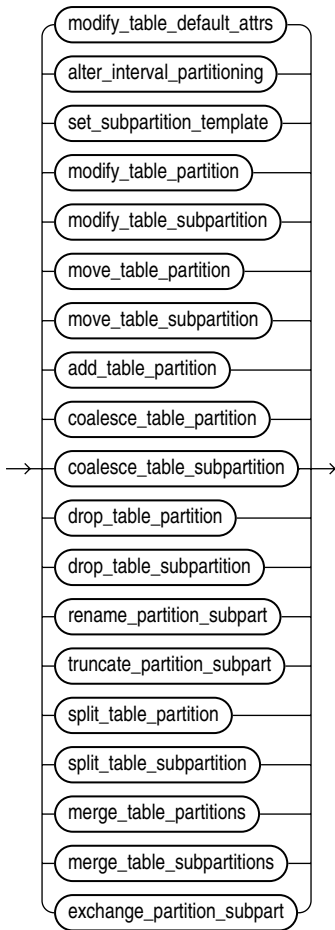 modify_table_default_attrs
alter_interval_partitioning
set_subpartition_template
modify_table_partition
modify_table_subpartition
move_table_partition
move_table_subpartition
add_table_partition
coalesce_table_partition
coalesce_table_subpartition
drop_table_partition
drop_table_subpartition
rename_partition_subpart
truncate_partition_subpart
split_table_partition
split_table_subpartition
merge_table_partitions
merge_table_subpartitions
exchange_partition_subpart